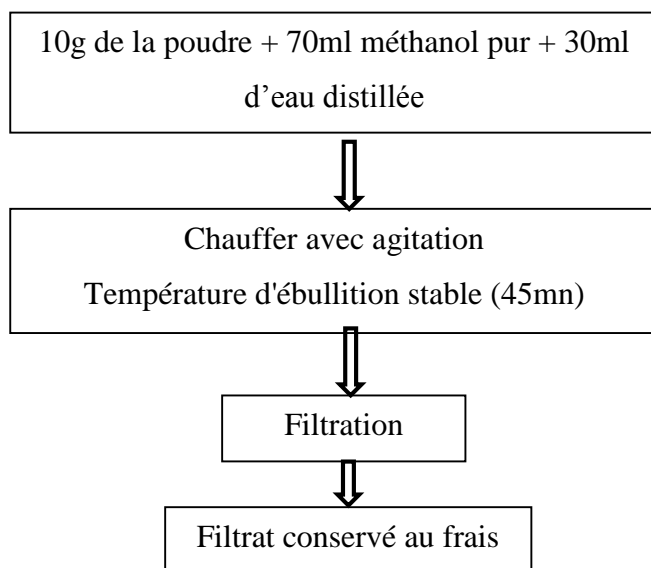 10g de la poudre + 70ml méthanol pur + 30ml
d’eau distillée
Chauffer avec agitation
Température d'ébullition stable (45mn)
Filtration
Filtrat conservé au frais